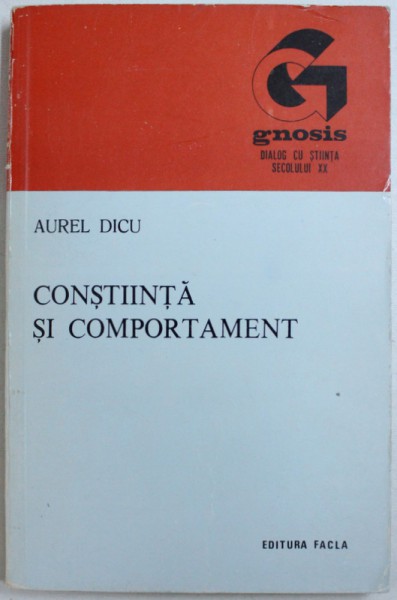 G
gnosis
DIALOG CU ȘTIINȚA
SECOLULUI XX
AUREL DICU
CONȘTIINȚĂ
ȘI COMPORTAMENT
EDITURA FACLA